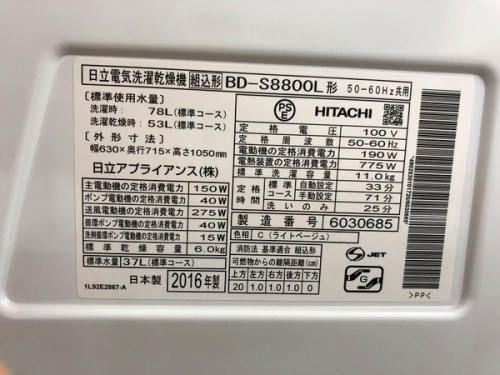 日立電気洗濯乾燥機 組込形 BD-S8800L形 50-60Hz共用
[標準使用水量]
洗濯時: 78L(標準コース)
洗濯乾燥時: 53L(標準コース)
[外形寸法]
幅630×奥行715×高さ1050mm
日立アプライアンス(株)
主電動機の定格消費電力 150W
ポンプ電動機の定格消費電力 40W
送風電動機の定格消費電力 275W
循環ポンプ電動機の定格消費電力 40W
洗剤循環ポンプ電動機の定格消費電力 15W
標準乾燥容量 6.0kg
標準水量 37L(標準コース)
日本製 2016年製
1L92E2867-A
PSE
HITACHI
定格電圧 100V
定格周波数 50-60Hz
電動機の定格消費電力 190W
電熱装置の定格消費電力 775W
標準洗濯容量 11.0kg
定格時間 自動設定 33分
手動設定 71分
洗いのみ 25分
製造番号 6030685
色相 C(ライトベージュ)
消防法 基準適合 組込形
可燃物からの離隔距離(cm)
上方 左方 右方 前方 後方 下方
20 1.0 1.0 0 1.0 0
S JET
>PP<